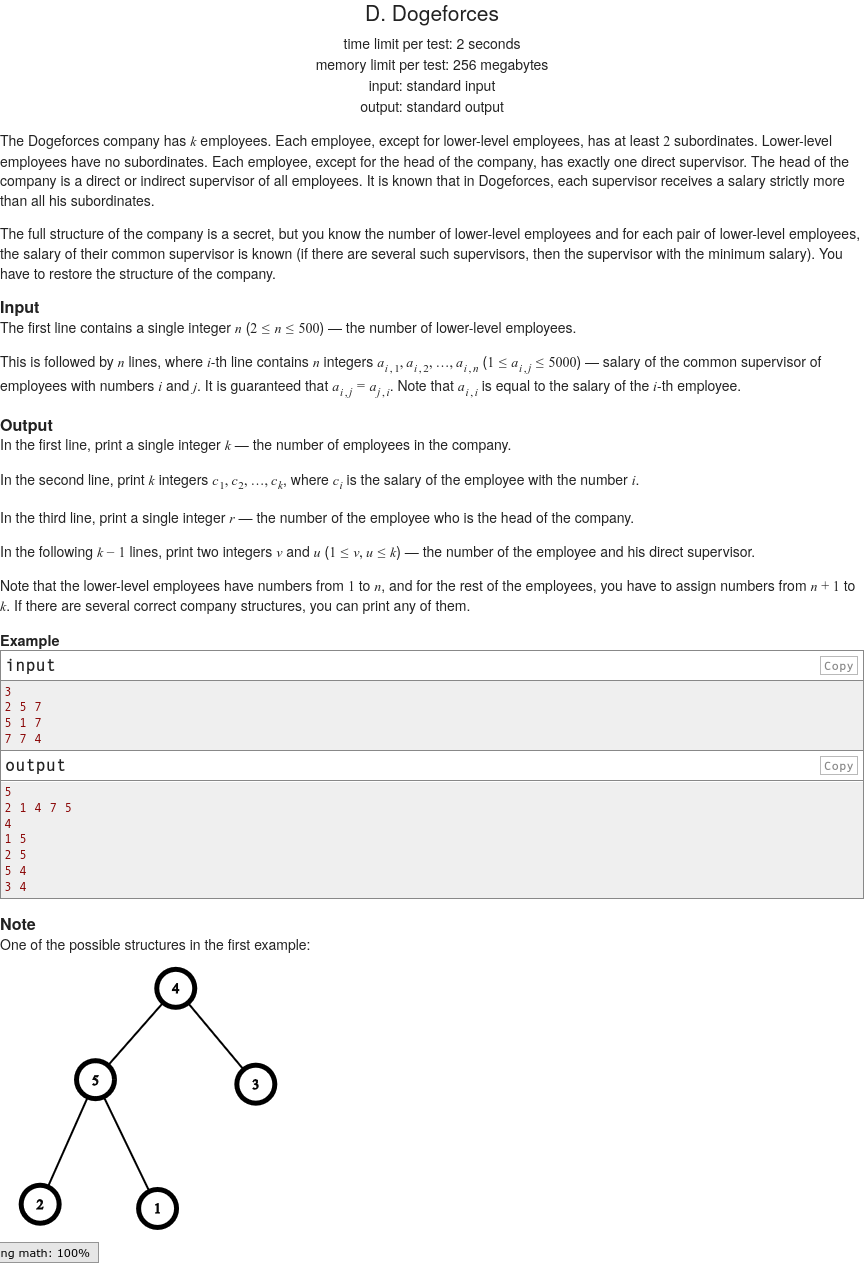 D. Dogeforces
time limit per test: 2 seconds
memory limit per test: 256 megabytes
input: standard input
output: standard output
The Dogeforces company has k employees. Each employee, except for lower-level employees, has at least 2 subordinates. Lower-level
employees have no subordinates. Each employee, except for the head of the company, has exactly one direct supervisor. The head of the
company is a direct or indirect supervisor of all employees. It is known that in Dogeforces, each supervisor receives a salary strictly more
than all his subordinates.
The full structure of the company is a secret, but you know the number of lower-level employees and for each pair of lower-level employees,
the salary of their common supervisor is known (if there are several such supervisors, then the supervisor with the minimum salary). You
have to restore the structure of the company.
Input
The first line contains a single integer n (2 ≤ n ≤ 500) — the number of lower-level employees.
This is followed by n lines, where i-th line contains n integers a_{i,1}, a_{i,2}, …, a_{i,n} (1 ≤ a_{i,j} ≤ 5000) — salary of the common supervisor of
employees with numbers i and j. It is guaranteed that a_{i,j} = a_{j,i}. Note that a_{i,i} is equal to the salary of the i-th employee.
Output
In the first line, print a single integer k — the number of employees in the company.
In the second line, print k integers c_1, c_2, …, c_k, where c_i is the salary of the employee with the number i.
In the third line, print a single integer r — the number of the employee who is the head of the company.
In the following k − 1 lines, print two integers v and u (1 ≤ v, u ≤ k) — the number of the employee and his direct supervisor.
Note that the lower-level employees have numbers from 1 to n, and for the rest of the employees, you have to assign numbers from n + 1 to
k. If there are several correct company structures, you can print any of them.
Example
input
Copy
3
2 5 7
5 1 7
7 7 4
output
Copy
5
2 1 4 7 5
4
1 5
2 5
5 4
3 4
Note
One of the possible structures in the first example:
4
5
3
2
1
ng math: 100%